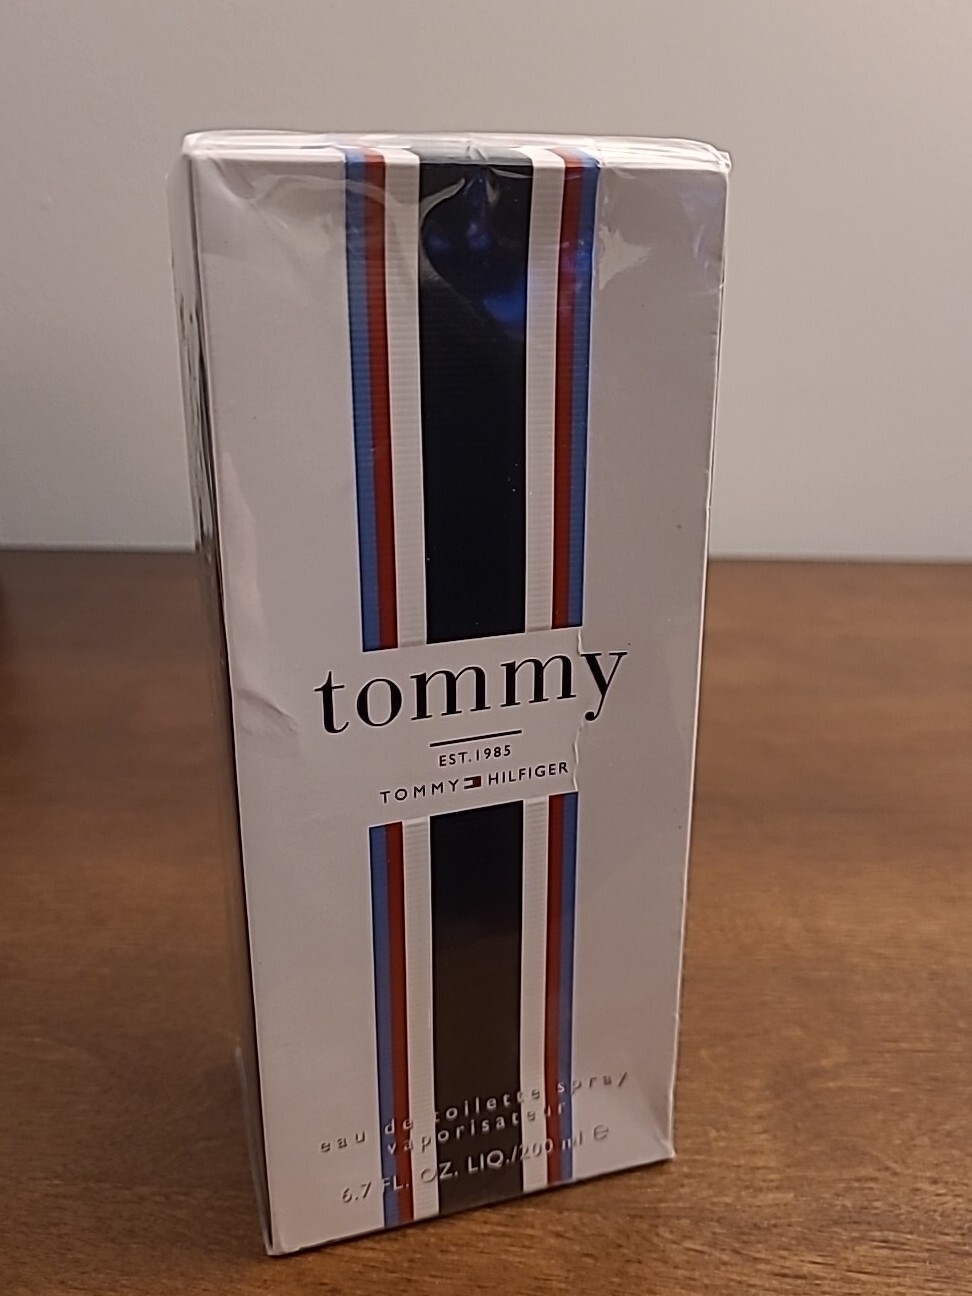 tommy
EST.1985
TOMMY HILFIGER
eau de toilette spray
vaporisateur
6.7 FL. OZ. LIQ./200 ml ℮